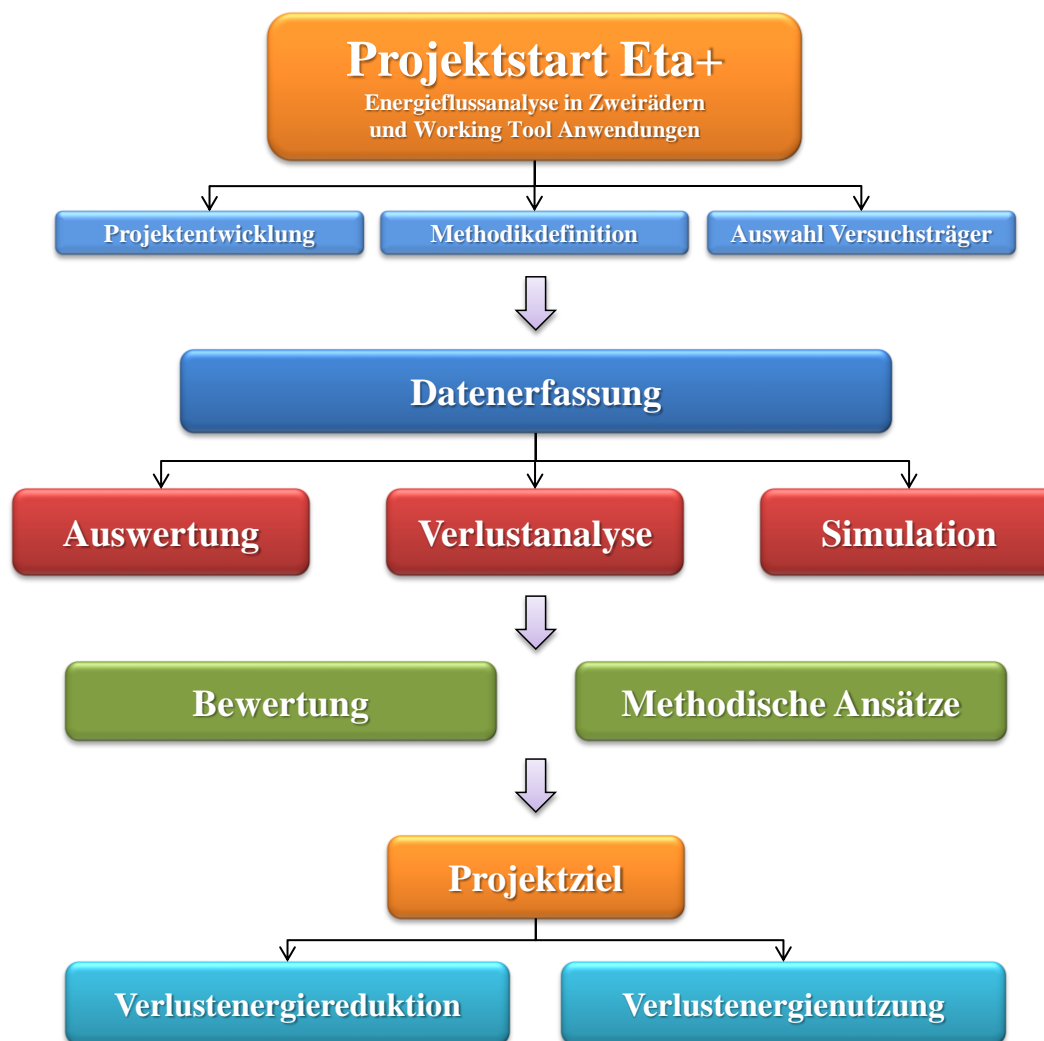 Projektstart Eta+
Energieflussanalyse in Zweirädern
und Working Tool Anwendungen
Projektentwicklung
Methodikdefinition
Auswahl Versuchsträger
Datenerfassung
Auswertung
Verlustanalyse
Simulation
Bewertung
Methodische Ansätze
Projektziel
Verlustenergiereduktion
Verlustenergienutzung